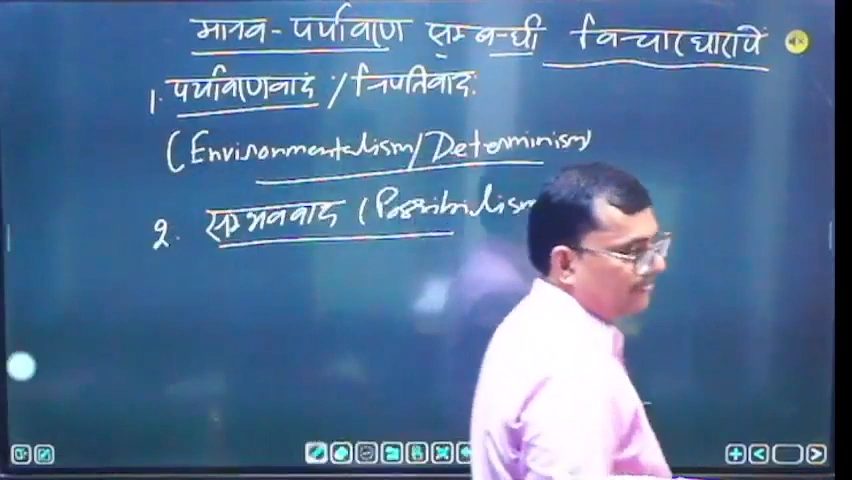 मानव - पर्यावरण सम्बन्धी विचारधारायें
1. पर्यावरणवाद / नियतिवाद
(Environmentalism/Determinism)
2. सम्भववाद (Possibilism